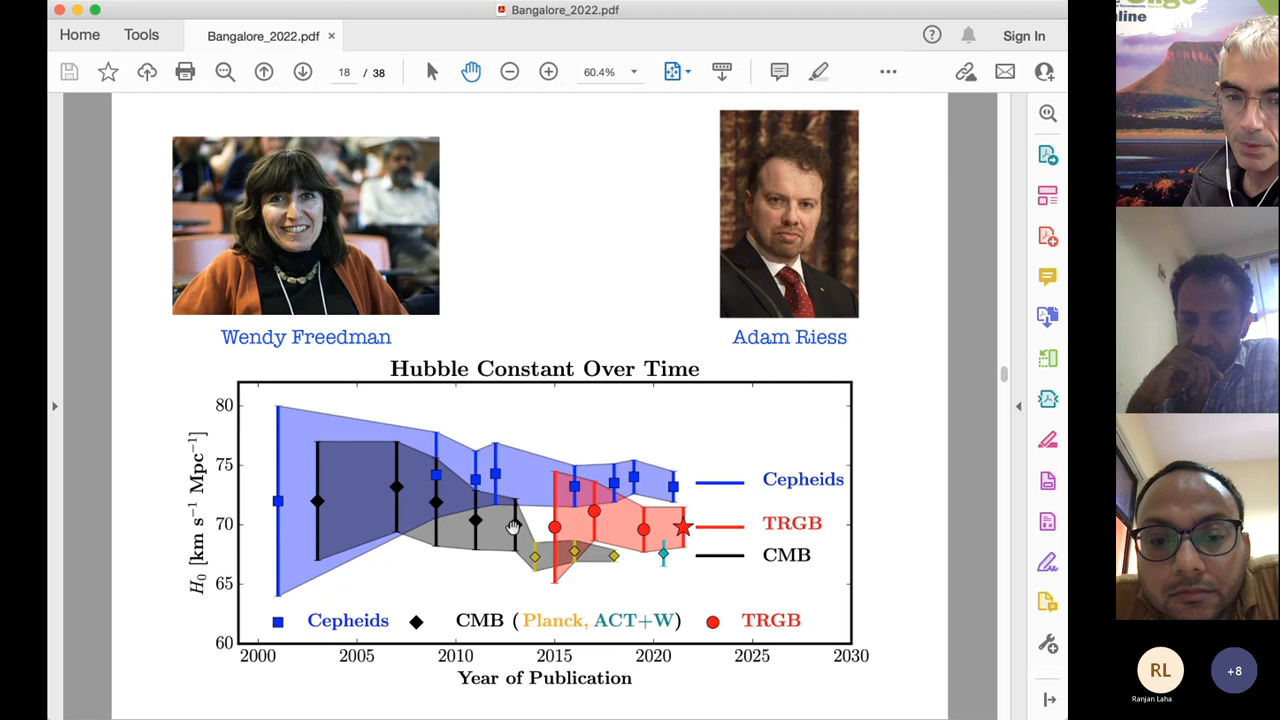 Bangalore_2022.pdf
Home Tools Bangalore_2022.pdf × Sign In
18 / 38 60.4%
Wendy Freedman
Adam Riess
Hubble Constant Over Time
80
75
70
65
60
H₀ [km s⁻¹ Mpc⁻¹]
Cepheids
TRGB
CMB
Cepheids CMB (Planck, ACT+W) TRGB
2000 2005 2010 2015 2020 2025 2030
Year of Publication
nline
RL
Ranjan Laha
+8